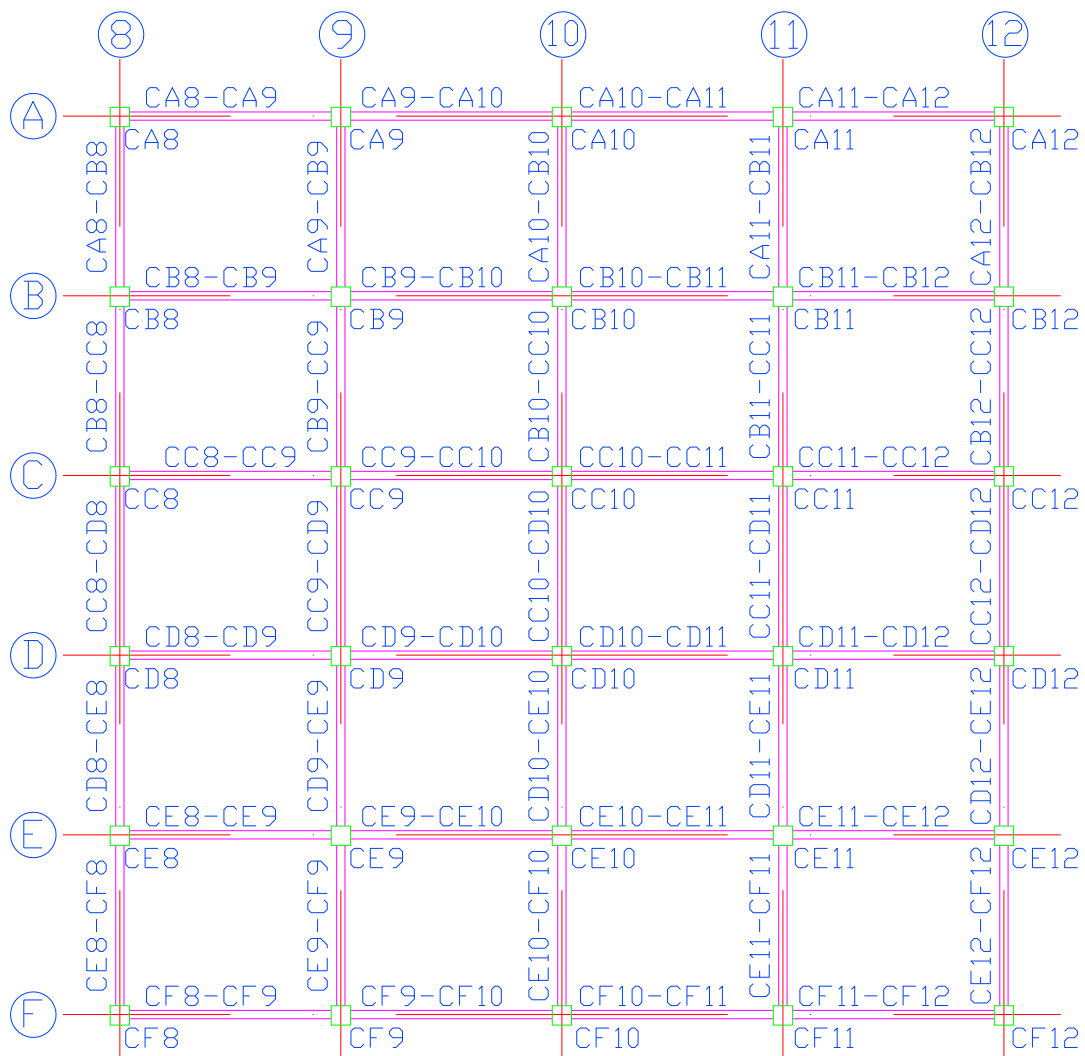 8 9 10 11 12
CA8-CA9 CA9-CA10 CA10-CA11 CA11-CA12
A
CA8 CA9 CA10 CA11 CA12
CA8-CB8 CA9-CB9 CA10-CB10 CA11-CB11 CA12-CB12
CB8-CB9 CB9-CB10 CB10-CB11 CB11-CB12
B
CB8 CB9 CB10 CB11 CB12
CB8-CC8 CB9-CC9 CB10-CC10 CB11-CC11 CB12-CC12
CC8-CC9 CC9-CC10 CC10-CC11 CC11-CC12
C
CC8 CC9 CC10 CC11 CC12
CC8-CD8 CC9-CD9 CC10-CD10 CC11-CD11 CC12-CD12
CD8-CD9 CD9-CD10 CD10-CD11 CD11-CD12
D
CD8 CD9 CD10 CD11 CD12
CD8-CE8 CD9-CE9 CD10-CE10 CD11-CE11 CD12-CE12
CE8-CE9 CE9-CE10 CE10-CE11 CE11-CE12
E
CE8 CE9 CE10 CE11 CE12
CE8-CF8 CE9-CF9 CE10-CF10 CE11-CF11 CE12-CF12
CF8-CF9 CF9-CF10 CF10-CF11 CF11-CF12
F
CF8 CF9 CF10 CF11 CF12